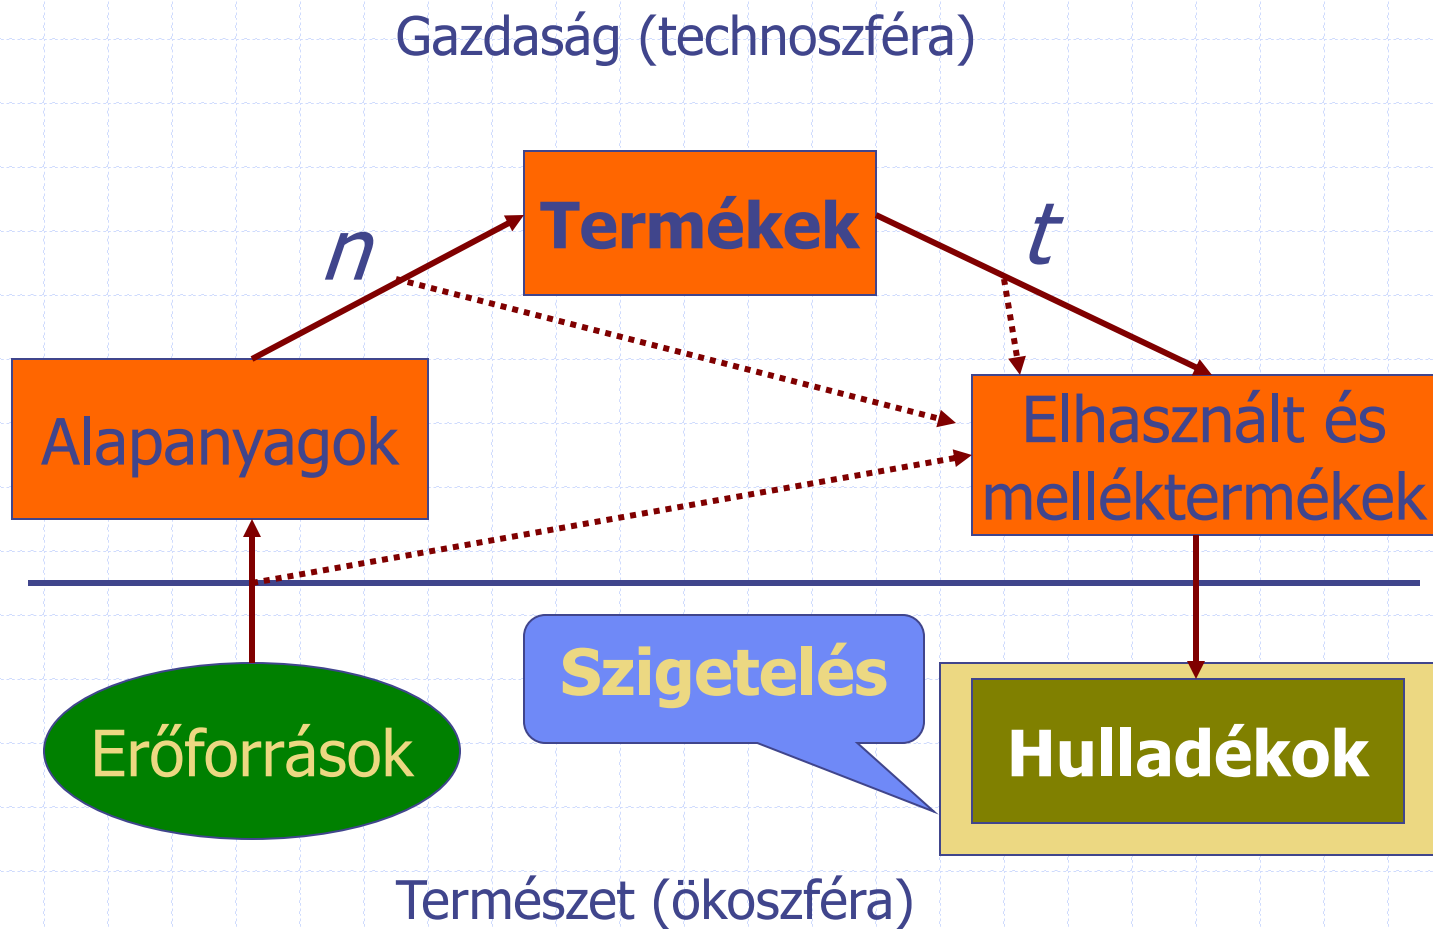 Gazdaság (technoszféra)
Termékek
n
t
Alapanyagok
Elhasznált és
melléktermékek
Szigetelés
Erőforrások
Hulladékok
Természet (ökoszféra)